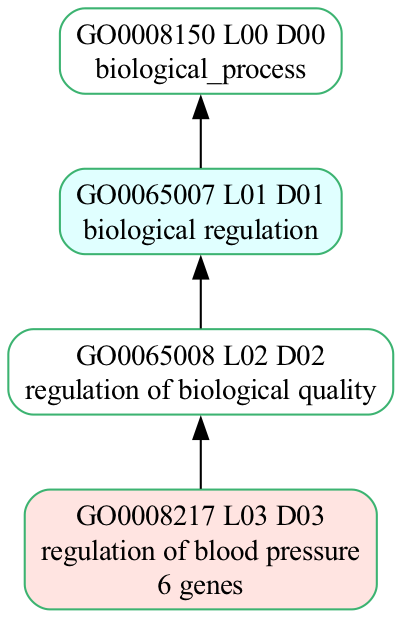 GO0008150 L00 D00
biological_process
GO0065007 L01 D01
biological regulation
GO0065008 L02 D02
regulation of biological quality
GO0008217 L03 D03
regulation of blood pressure
6 genes